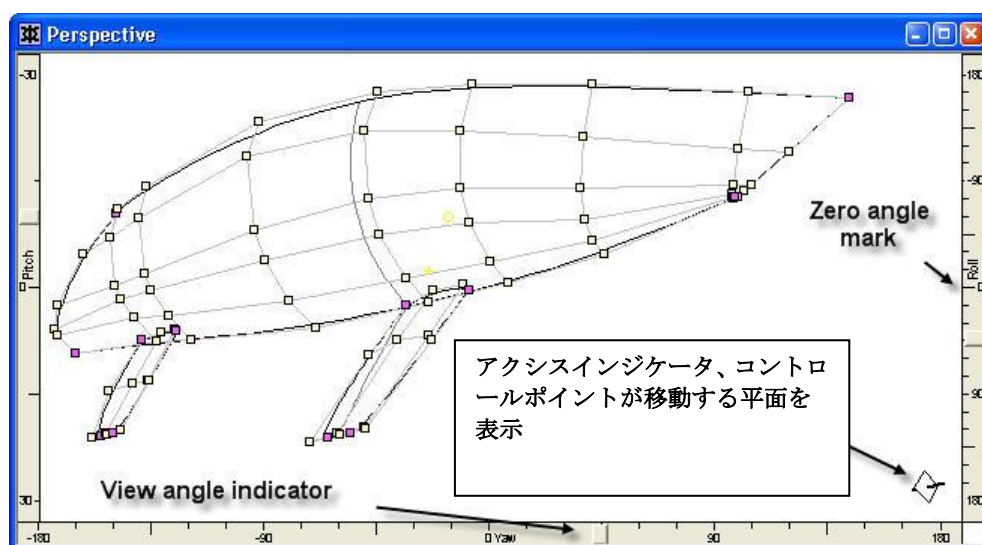 Perspective
-30
-180
-90
Zero angle
mark
0 Pitch
Roll
0
アクシスインジケータ、コントロ
ールポイントが移動する平面を
表示
90
View angle indicator
30
180
-180
-90
0 Yaw
90
180